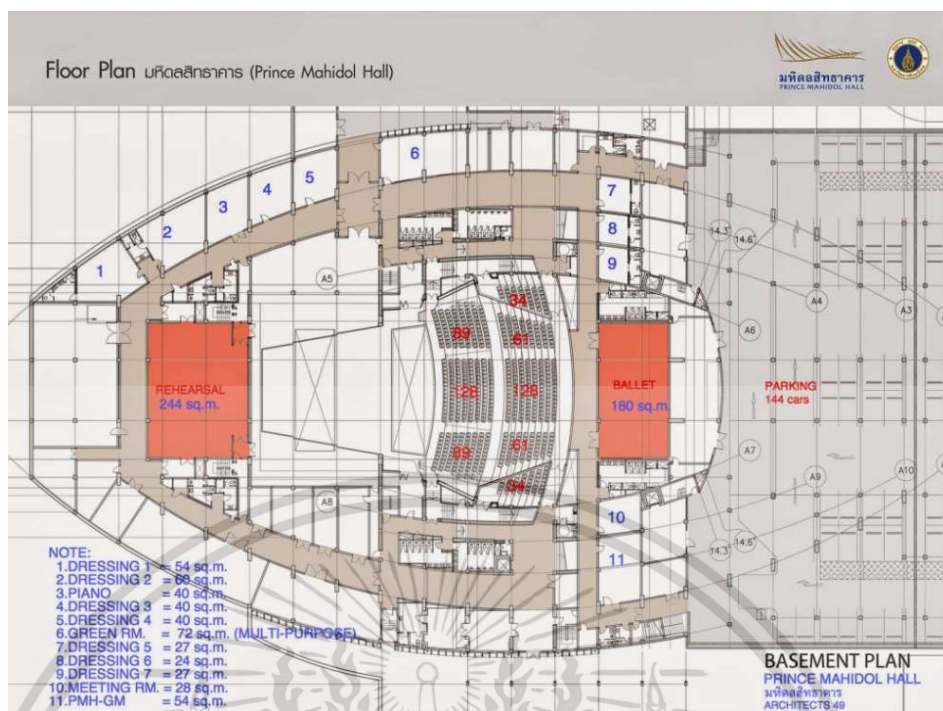 Floor Plan มหิดลสิทธาคาร (Prince Mahidol Hall)
มหิดลสิทธาคาร
PRINCE MAHIDOL HALL
6
5
4
3
2
1
7
8
9
14.3
14.6
A5
A4
A3
A6
34
89
61
REHEARSAL
244 sq.m.
128
128
BALLET
180 sq.m.
PARKING
144 cars
89
61
34
A7
A9
A10
A8
10
11
14.3
14.6
NOTE:
1.DRESSING 1 = 54 sq.m.
2.DRESSING 2 = 60 sq.m.
3.PIANO = 40 sq.m.
4.DRESSING 3 = 40 sq.m.
5.DRESSING 4 = 40 sq.m.
6.GREEN RM. = 72 sq.m. (MULTI-PURPOSE)
7.DRESSING 5 = 27 sq.m.
8.DRESSING 6 = 24 sq.m.
9.DRESSING 7 = 27 sq.m.
10.MEETING RM. = 28 sq.m.
11.PMH-GM = 54 sq.m.
BASEMENT PLAN
PRINCE MAHIDOL HALL
มหิดลสิทธาคาร
ARCHITECTS 49